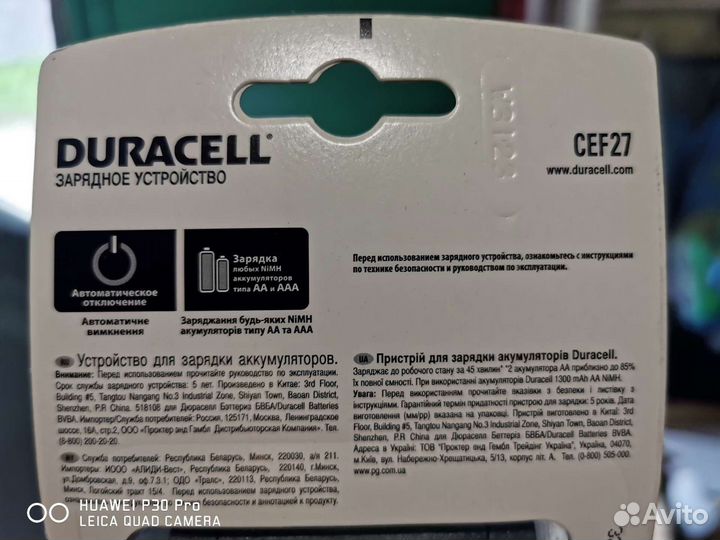 DURACELL®
ЗАРЯДНОЕ УСТРОЙСТВО
CEF27
www.duracell.com
Автоматическое
отключение
Автоматичне
вимкнення
Зарядка
любых NiMH
аккумуляторов
типа AA и AAA
Заряджання будь-яких NiMH
акумуляторів типу AA та AAA
Перед использованием зарядного устройства, ознакомьтесь с инструкциями
по технике безопасности и руководством по эксплуатации.
RU Устройство для зарядки аккумуляторов.
Внимание: Перед использованием прочитайте руководство по эксплуатации.
Срок службы зарядного устройства: 5 лет. Произведено в Китае: 3rd Floor,
Building #5, Tangtou Nangang No.3 Industrial Zone, Shiyan Town, Baoan District,
Shenzhen, P.R. China 518108 для Дюраселл Бэттериз БВБА/Duracell Batteries
BVBA. Импортер/Служба потребителей: Россия, 125171, Москва, Ленинградское
шоссе, 16А, стр.2, ООО «Проктер энд Гэмбл Дистрибьюторская Компания». Тел.
(8-800) 200-20-20.
BY Служба потребителей: Республика Беларусь, Минск, 220030, а/я 211.
Импортеры: ИООО «АЛИДИ-Вест», Республика Беларусь, 220140, г.Минск,
ул.Домбровская, д.9, оф.7.3.1; ОДО «Тралс», 220113, Республика Беларусь,
Минск, Логойский тракт 15/4. Перед использованием зарядного устройства,
ознакомьтесь с инструкциями по технике безопасности и аннотацией к продукту.
UA Пристрій для зарядки акумуляторів Duracell.
Заряджає до робочого стану за 45 хвилин* *2 акумулятора AA приблизно до 85%
їх повної ємності. При використанні акумуляторів Duracell 1300 mAh AA NiMH.
Увага: Перед використанням прочитайте вказівки з безпеки і листівку з
інструкціями. Гарантійний термін придатності пристрою для зарядки: 5 років. Дата
виготовлення (мм/рр) вказана на упаковці. Пристрій виготовлено в Китаї: 3rd
Floor, Building #5, Tangtou Nangang No.3 Industrial Zone, Shiyan Town, Baoan District,
Shenzhen, P.R China для Дюраселл Беттеріз БВБА/Duracell Batteries BVBA.
Адреса в Україні: ТОВ "Проктер енд Гембл Трейдінг Україна", Україна, 04070,
м.Київ, вул. Набережно-Хрещатицька, 5/13, корпус літ. А. Тел. (0-800) 505-000.
www.pg.com.ua
HUAWEI P30 Pro
LEICA QUAD CAMERA
Avito